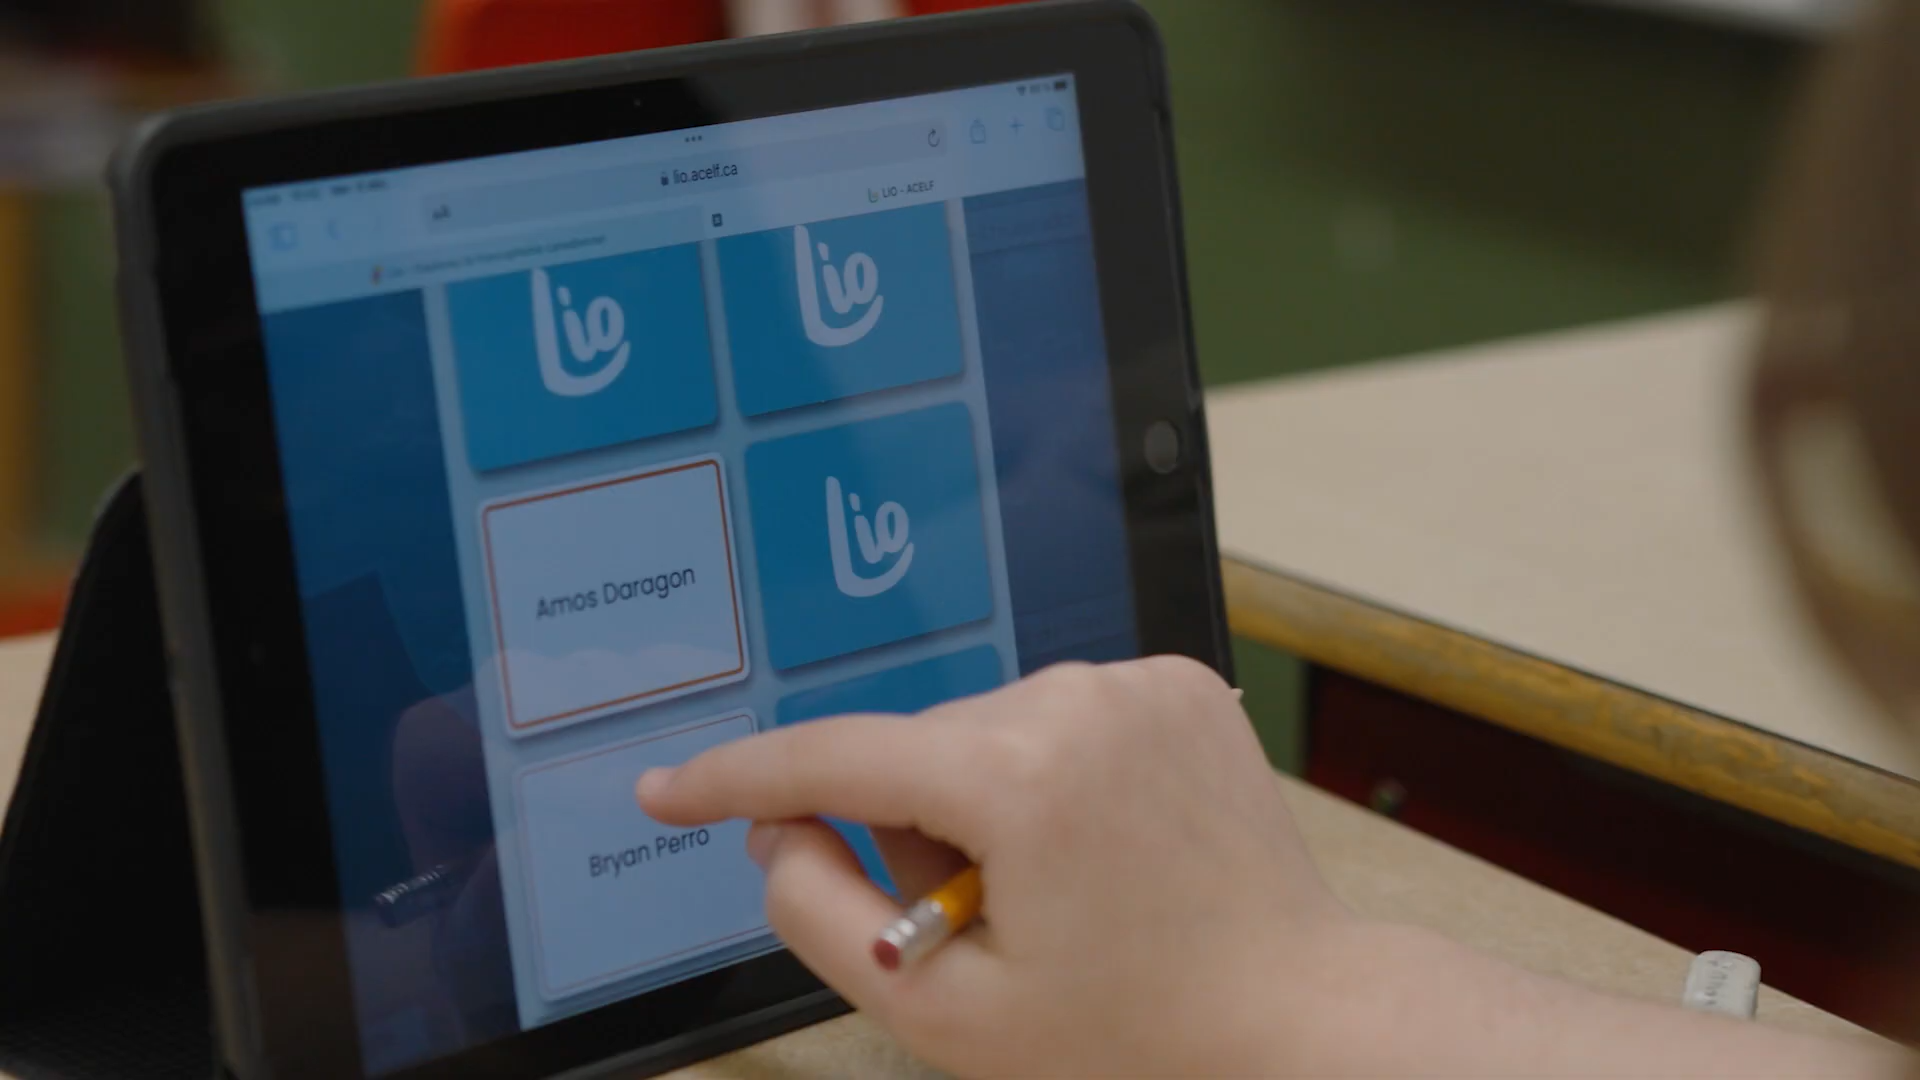 lio.acelf.ca
LIO - ACELF
Lio
Lio
Amos Daragon
Lio
Bryan Perro